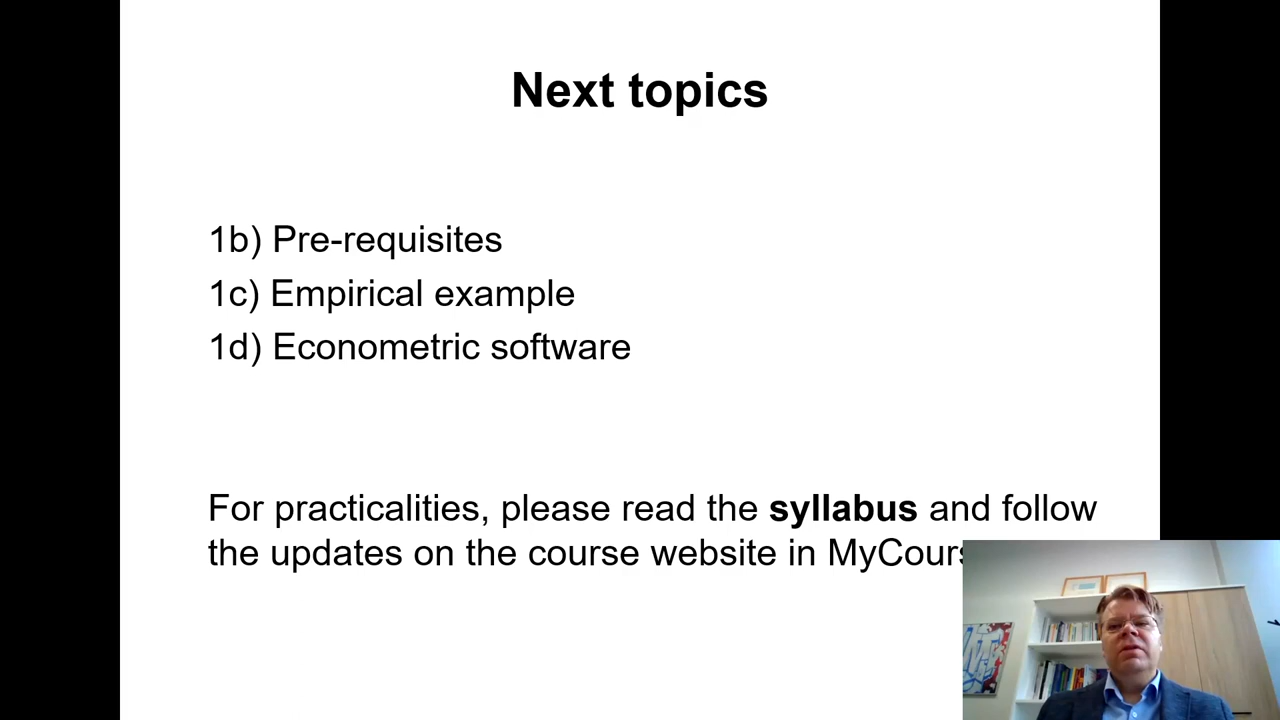 Next topics
1b) Pre-requisites
1c) Empirical example
1d) Econometric software
For practicalities, please read the syllabus and follow
the updates on the course website in